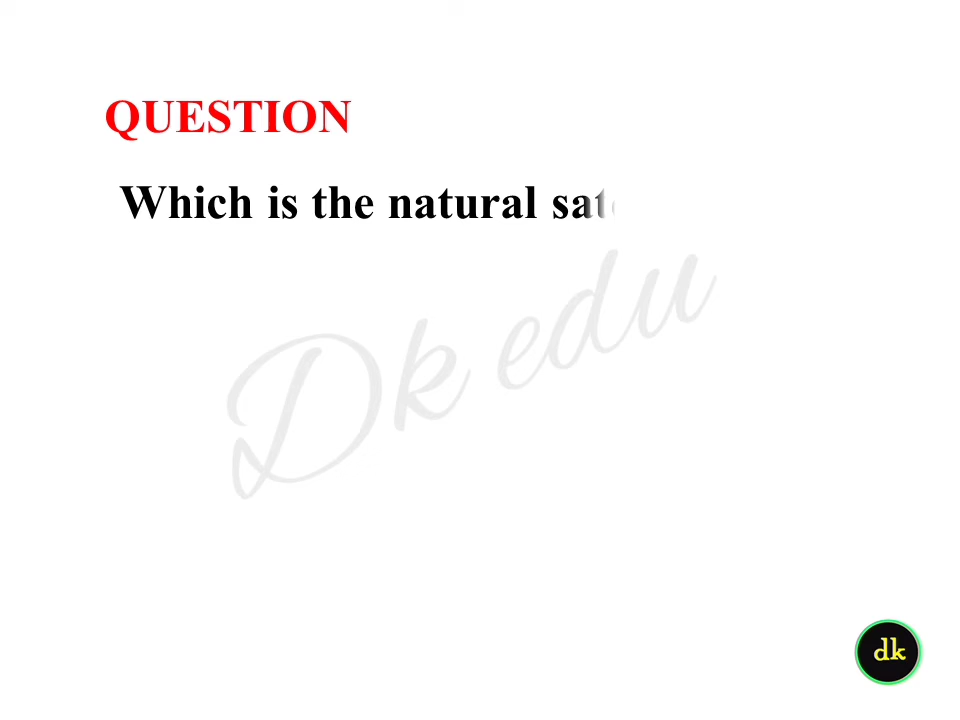 QUESTION
Which is the natural
Dk edu
dk